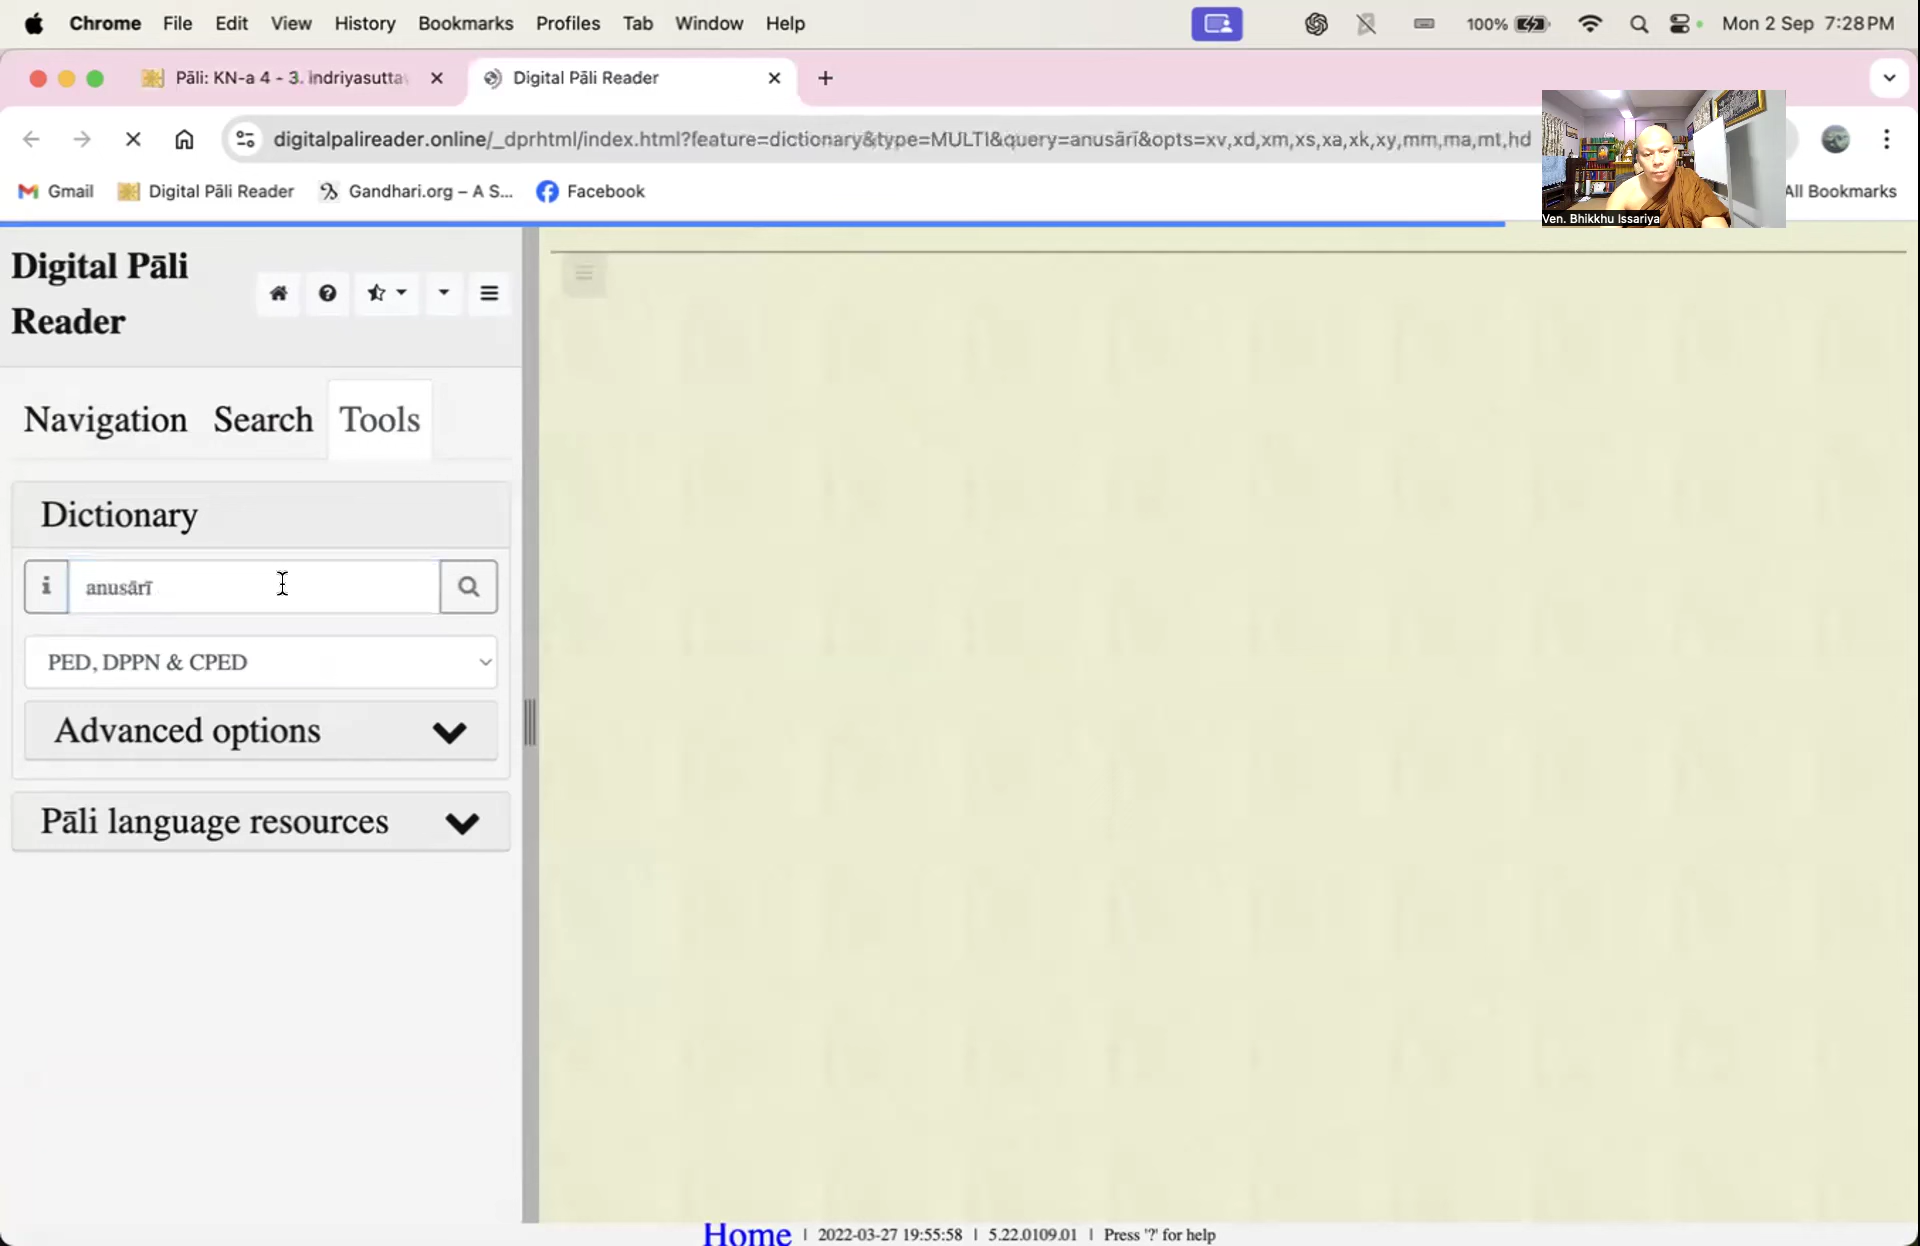 Chrome File Edit View History Bookmarks Profiles Tab Window Help 100% Mon 2 Sep 7:28 PM
Pāli: KN-a 4 - 3. indriyasutta
Digital Pāli Reader
digitalpalireader.online/_dprhtml/index.html?feature=dictionary&type=MULTI&query=anusārī&opts=xv,xd,xm,xs,xa,xk,xy,mm,ma,mt,hd
Gmail Digital Pāli Reader Gandhari.org – A S... Facebook All Bookmarks
Ven. Bhikkhu Issariya
Digital Pāli
Reader
Navigation Search Tools
Dictionary
anusārī
PED, DPPN & CPED
Advanced options
Pāli language resources
Home | 2022-03-27 19:55:58 | 5.22.0109.01 | Press '?' for help